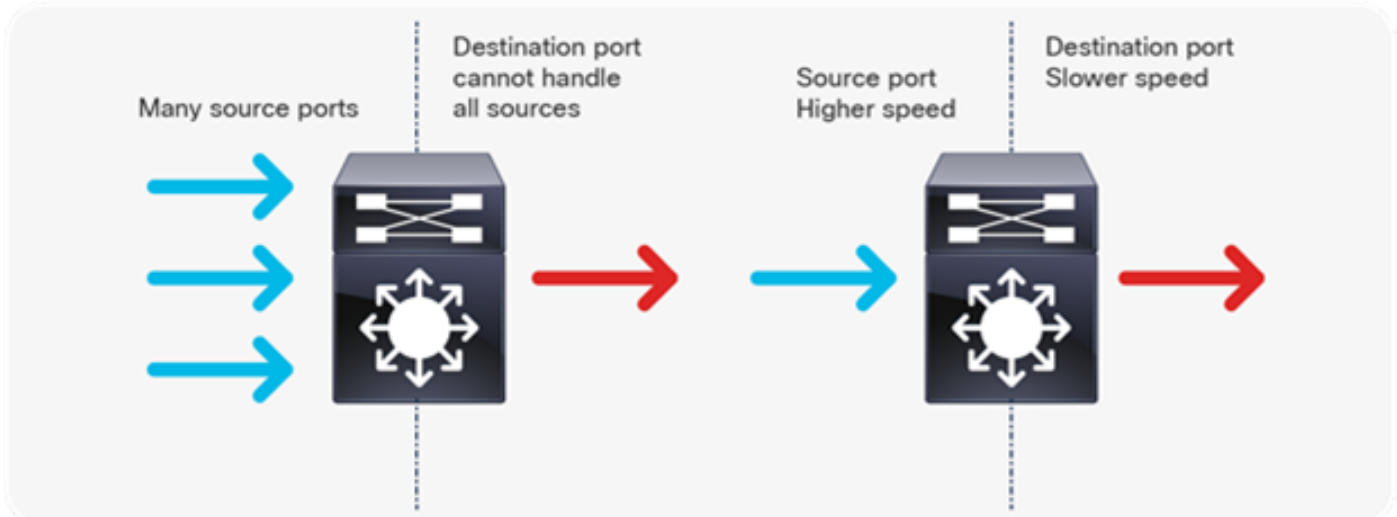 Many source ports
Destination port
cannot handle
all sources
Source port
Higher speed
Destination port
Slower speed